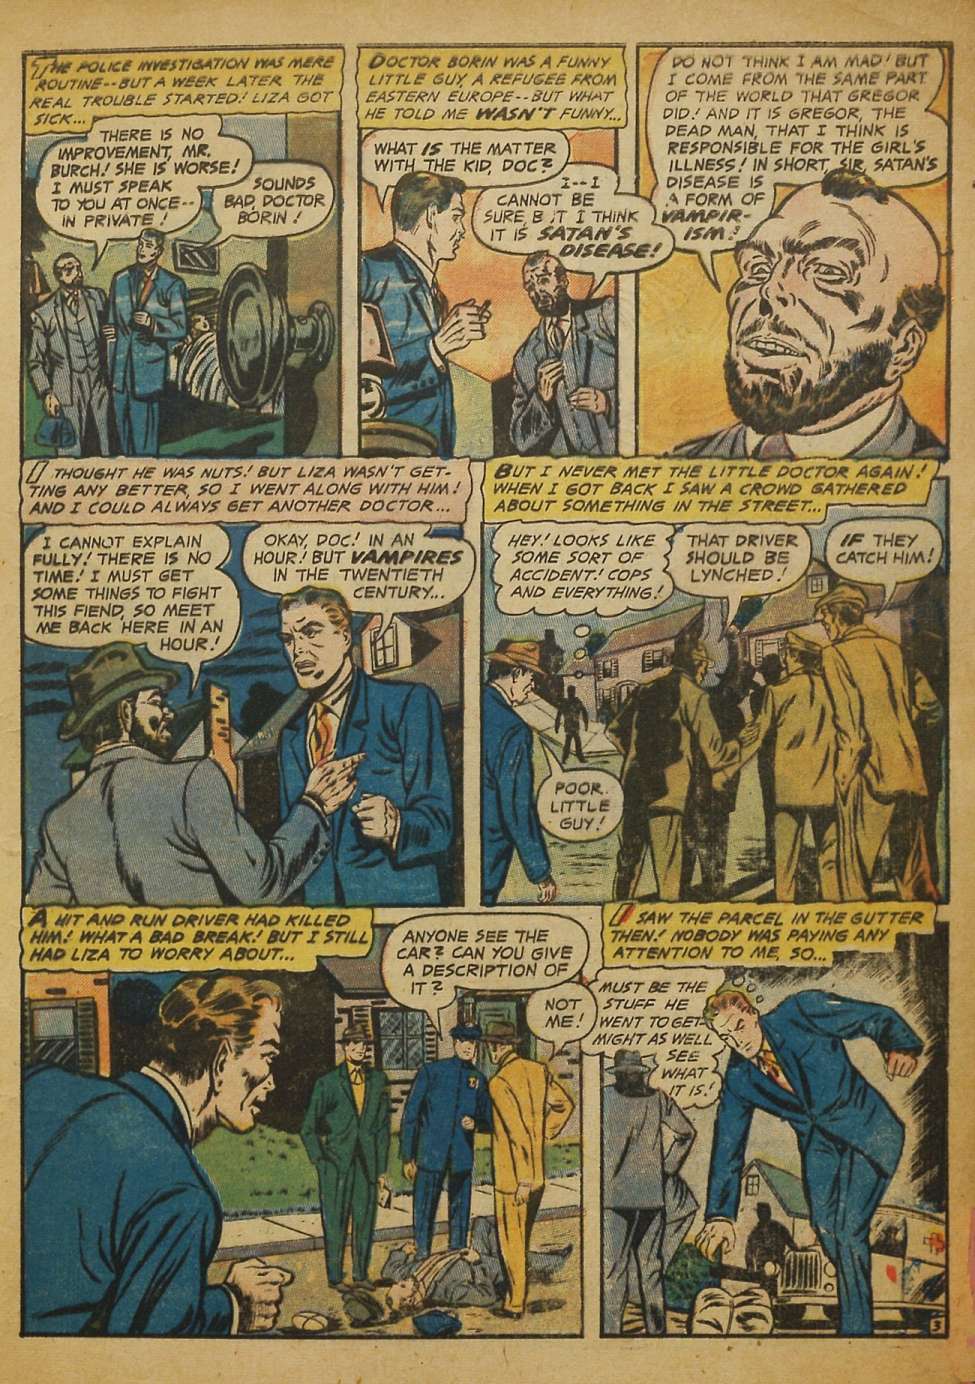 THE POLICE INVESTIGATION WAS MERE
ROUTINE--BUT A WEEK LATER THE
REAL TROUBLE STARTED! LIZA GOT
SICK...
THERE IS NO
IMPROVEMENT, MR.
BURCH! SHE IS WORSE!
I MUST SPEAK
TO YOU AT ONCE--
IN PRIVATE!
SOUNDS
BAD, DOCTOR
BORIN!
DOCTOR BORIN WAS A FUNNY
LITTLE GUY A REFUGEE FROM
EASTERN EUROPE--BUT WHAT
HE TOLD ME WASN'T FUNNY...
WHAT IS THE MATTER
WITH THE KID, DOC?
I--I
CANNOT BE
SURE, BUT I THINK
IT IS SATAN'S
DISEASE!
DO NOT THINK I AM MAD! BUT
I COME FROM THE SAME PART
OF THE WORLD THAT GREGOR
DID! AND IT IS GREGOR, THE
DEAD MAN, THAT I THINK IS
RESPONSIBLE FOR THE GIRL'S
ILLNESS! IN SHORT, SIR, SATAN'S
DISEASE IS
A FORM OF
VAMPIR-
ISM!
I THOUGHT HE WAS NUTS! BUT LIZA WASN'T GET-
TING ANY BETTER, SO I WENT ALONG WITH HIM!
AND I COULD ALWAYS GET ANOTHER DOCTOR...
I CANNOT EXPLAIN
FULLY! THERE IS NO
TIME! I MUST GET
SOME THINGS TO FIGHT
THIS FIEND, SO MEET
ME BACK HERE IN AN
HOUR!
OKAY, DOC! IN AN
HOUR! BUT VAMPIRES
IN THE TWENTIETH
CENTURY...
BUT I NEVER MET THE LITTLE DOCTOR AGAIN!
WHEN I GOT BACK I SAW A CROWD GATHERED
ABOUT SOMETHING IN THE STREET...
HEY! LOOKS LIKE
SOME SORT OF
ACCIDENT! COPS
AND EVERYTHING!
THAT DRIVER
SHOULD BE
LYNCHED!
IF THEY
CATCH HIM!
POOR
LITTLE
GUY!
A HIT AND RUN DRIVER HAD KILLED
HIM! WHAT A BAD BREAK! BUT I STILL
HAD LIZA TO WORRY ABOUT...
ANYONE SEE THE
CAR? CAN YOU GIVE
A DESCRIPTION OF
IT?
NOT
ME!
I SAW THE PARCEL IN THE GUTTER
THEN! NOBODY WAS PAYING ANY
ATTENTION TO ME, SO...
MUST BE THE
STUFF HE
WENT TO GET-
MIGHT AS WELL
SEE
WHAT
IT IS!
3